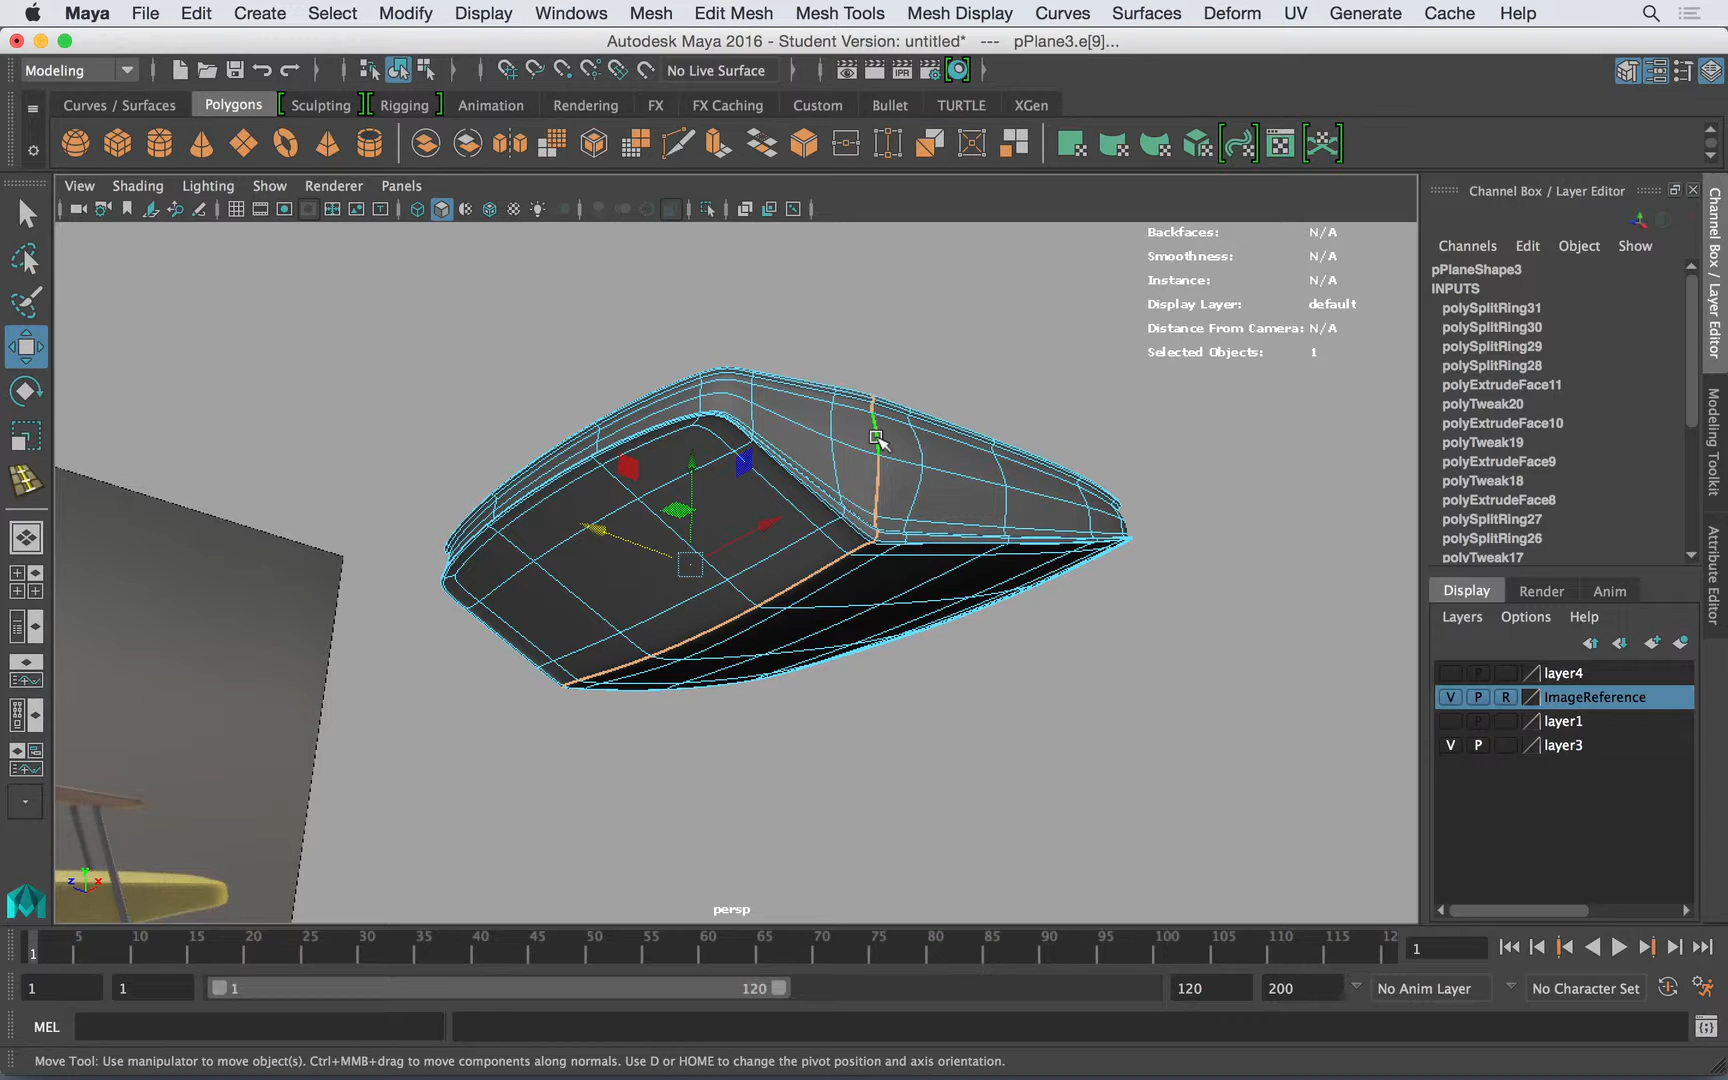 Maya File Edit Create Select Modify Display Windows Mesh Edit Mesh Mesh Tools Mesh Display Curves Surfaces Deform UV Generate Cache Help
Autodesk Maya 2016 - Student Version: untitled* --- pPlane3.e[9]...
Modeling No Live Surface
Curves / Surfaces Polygons Sculpting Rigging Animation Rendering FX FX Caching Custom Bullet TURTLE XGen
IPR
View Shading Lighting Show Renderer Panels
Channel Box / Layer Editor
Backfaces: N/A
Smoothness: N/A
Instance: N/A
Display Layer: default
Distance From Camera: N/A
Selected Objects: 1
Channels Edit Object Show
pPlaneShape3
INPUTS
polySplitRing31
polySplitRing30
polySplitRing29
polySplitRing28
polyExtrudeFace11
polyTweak20
polyExtrudeFace10
polyTweak19
polyExtrudeFace9
polyTweak18
polyExtrudeFace8
polySplitRing27
polySplitRing26
polyTweak17
Channel Box / Layer Editor
Modeling Toolkit
Attribute Editor
Display Render Anim
Layers Options Help
P layer4
V P R ImageReference
P layer1
V P layer3
y
z x
persp
1 5 10 15 20 25 30 35 40 45 50 55 60 65 70 75 80 85 90 95 100 105 110 115 12
1
1 1 1 120 120 200 No Anim Layer No Character Set
MEL
Move Tool: Use manipulator to move object(s). Ctrl+MMB+drag to move components along normals. Use D or HOME to change the pivot position and axis orientation.